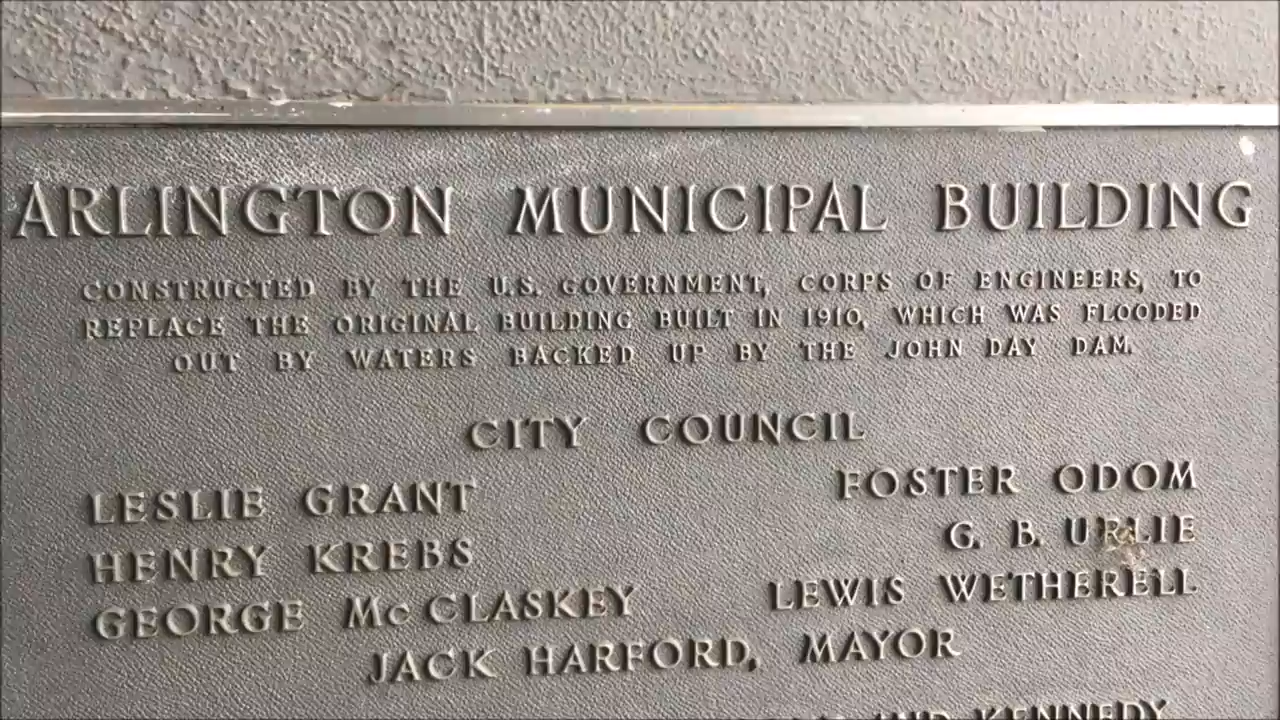 ARLINGTON MUNICIPAL BUILDING
CONSTRUCTED BY THE U.S. GOVERNMENT, CORPS OF ENGINEERS, TO
REPLACE THE ORIGINAL BUILDING BUILT IN 1910, WHICH WAS FLOODED
OUT BY WATERS BACKED UP BY THE JOHN DAY DAM.
CITY COUNCIL
LESLIE GRANT FOSTER ODOM
HENRY KREBS G. B. URLIE
GEORGE McCLASKEY LEWIS WETHERELL
JACK HARFORD, MAYOR
KENNEDY